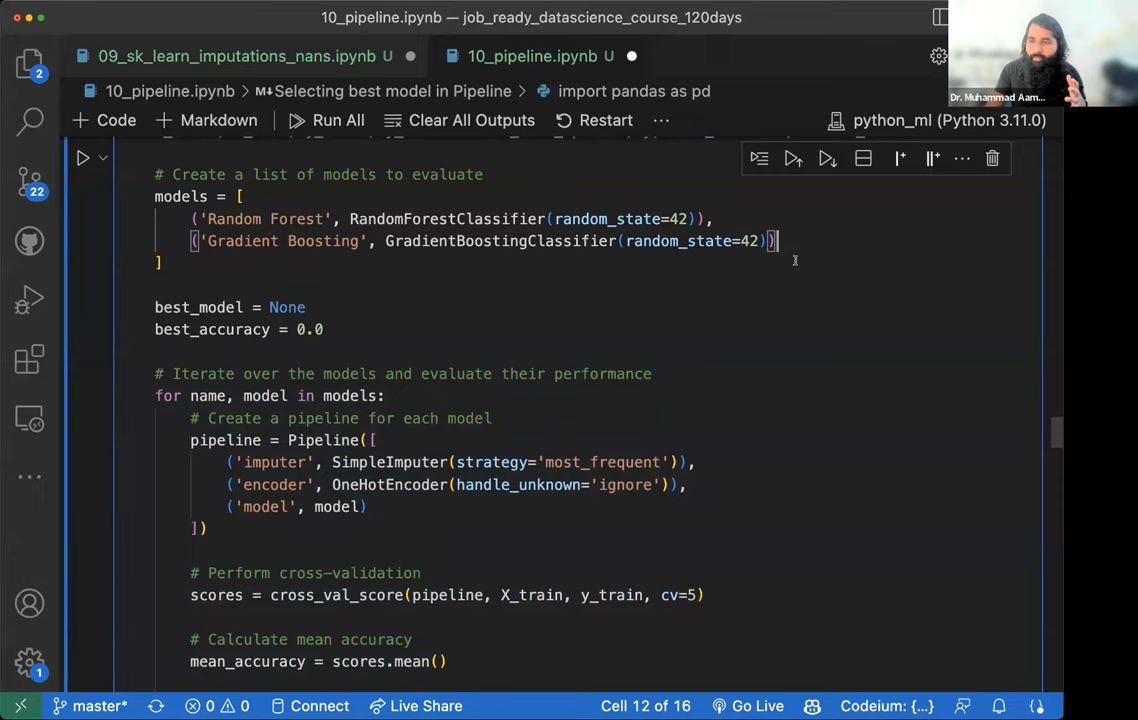 10_pipeline.ipynb — job_ready_datascience_course_120days
09_sk_learn_imputations_nans.ipynb U
10_pipeline.ipynb U
10_pipeline.ipynb > M↓Selecting best model in Pipeline > import pandas as pd
Dr. Muhammad Aam...
+ Code + Markdown Run All Clear All Outputs Restart ... python_ml (Python 3.11.0)
2
22
1
# Create a list of models to evaluate
models = [
('Random Forest', RandomForestClassifier(random_state=42)),
('Gradient Boosting', GradientBoostingClassifier(random_state=42))
]
best_model = None
best_accuracy = 0.0
# Iterate over the models and evaluate their performance
for name, model in models:
# Create a pipeline for each model
pipeline = Pipeline([
('imputer', SimpleImputer(strategy='most_frequent')),
('encoder', OneHotEncoder(handle_unknown='ignore')),
('model', model)
])
# Perform cross-validation
scores = cross_val_score(pipeline, X_train, y_train, cv=5)
# Calculate mean accuracy
mean_accuracy = scores.mean()
master* 0 0 Connect Live Share Cell 12 of 16 Go Live Codeium: {...}